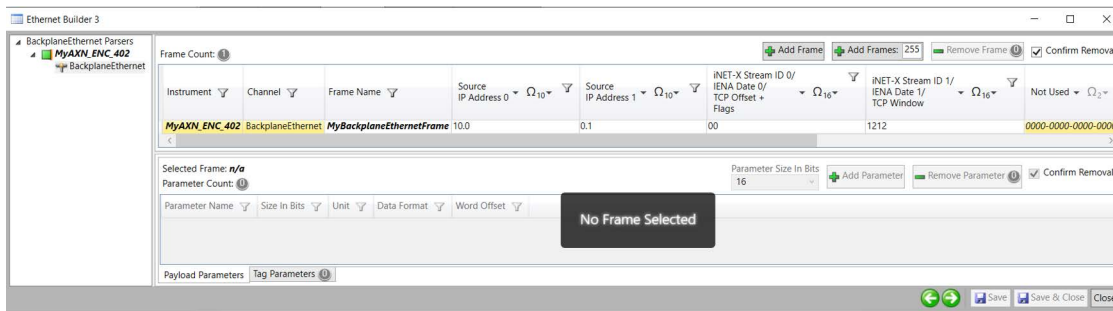 Ethernet Builder 3
BackplaneEthernet Parsers
MyAXN_ENC_402
BackplaneEthernet
Frame Count: 1
Add Frame
Add Frames: 255
Remove Frame 0
Confirm Removal
Instrument
Channel
Frame Name
Source
IP Address 0
Ω10
Source
IP Address 1
Ω10
iNET-X Stream ID 0/
IENA Date 0/
TCP Offset +
Flags
Ω16
iNET-X Stream ID 1/
IENA Date 1/
TCP Window
Ω16
Not Used
Ω2
MyAXN_ENC_402 BackplaneEthernet MyBackplaneEthernetFrame 10.0 0.1 00 1212 0000-0000-0000-0000
Selected Frame: n/a
Parameter Count: 0
Parameter Size In Bits
16
Add Parameter
Remove Parameter 0
Confirm Removal
Parameter Name Size In Bits Unit Data Format Word Offset
No Frame Selected
Payload Parameters Tag Parameters 0
Save Save & Close Close